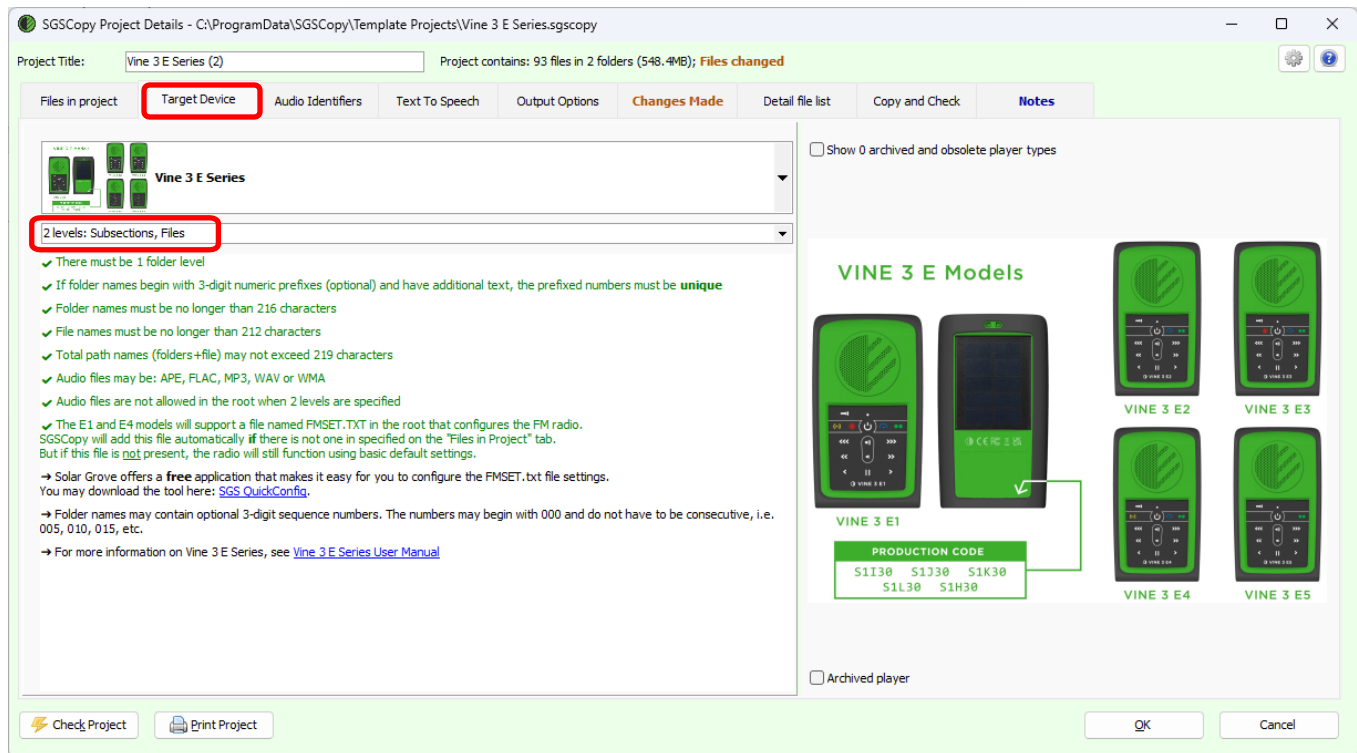 SGSCopy Project Details - C:\ProgramData\SGSCopy\Template Projects\Vine 3 E Series.sgscopy
Project Title:
Vine 3 E Series (2)
Project contains: 93 files in 2 folders (548.4MB); Files changed
Files in project
Target Device
Audio Identifiers
Text To Speech
Output Options
Changes Made
Detail file list
Copy and Check
Notes
Vine 3 E Series
2 levels: Subsections, Files
✔ There must be 1 folder level
✔ If folder names begin with 3-digit numeric prefixes (optional) and have additional text, the prefixed numbers must be unique
✔ Folder names must be no longer than 216 characters
✔ File names must be no longer than 212 characters
✔ Total path names (folders+file) may not exceed 219 characters
✔ Audio files may be: APE, FLAC, MP3, WAV or WMA
✔ Audio files are not allowed in the root when 2 levels are specified
✔ The E1 and E4 models will support a file named FMSET.TXT in the root that configures the FM radio.
SGSCopy will add this file automatically if there is not one in specified on the "Files in Project" tab.
But if this file is not present, the radio will still function using basic default settings.
→ Solar Grove offers a free application that makes it easy for you to configure the FMSET.txt file settings.
You may download the tool here: SGS QuickConfig.
→ Folder names may contain optional 3-digit sequence numbers. The numbers may begin with 000 and do not have to be consecutive, i.e.
005, 010, 015, etc.
→ For more information on Vine 3 E Series, see Vine 3 E Series User Manual
Show 0 archived and obsolete player types
VINE 3 E Models
VINE 3 E1
VINE 3 E2
VINE 3 E3
VINE 3 E1
PRODUCTION CODE
S1I30 S1J30 S1K30
S1L30 S1H30
VINE 3 E2
VINE 3 E3
VINE 3 E4
VINE 3 E5
VINE 3 E4
VINE 3 E5
Archived player
Check Project
Print Project
OK
Cancel